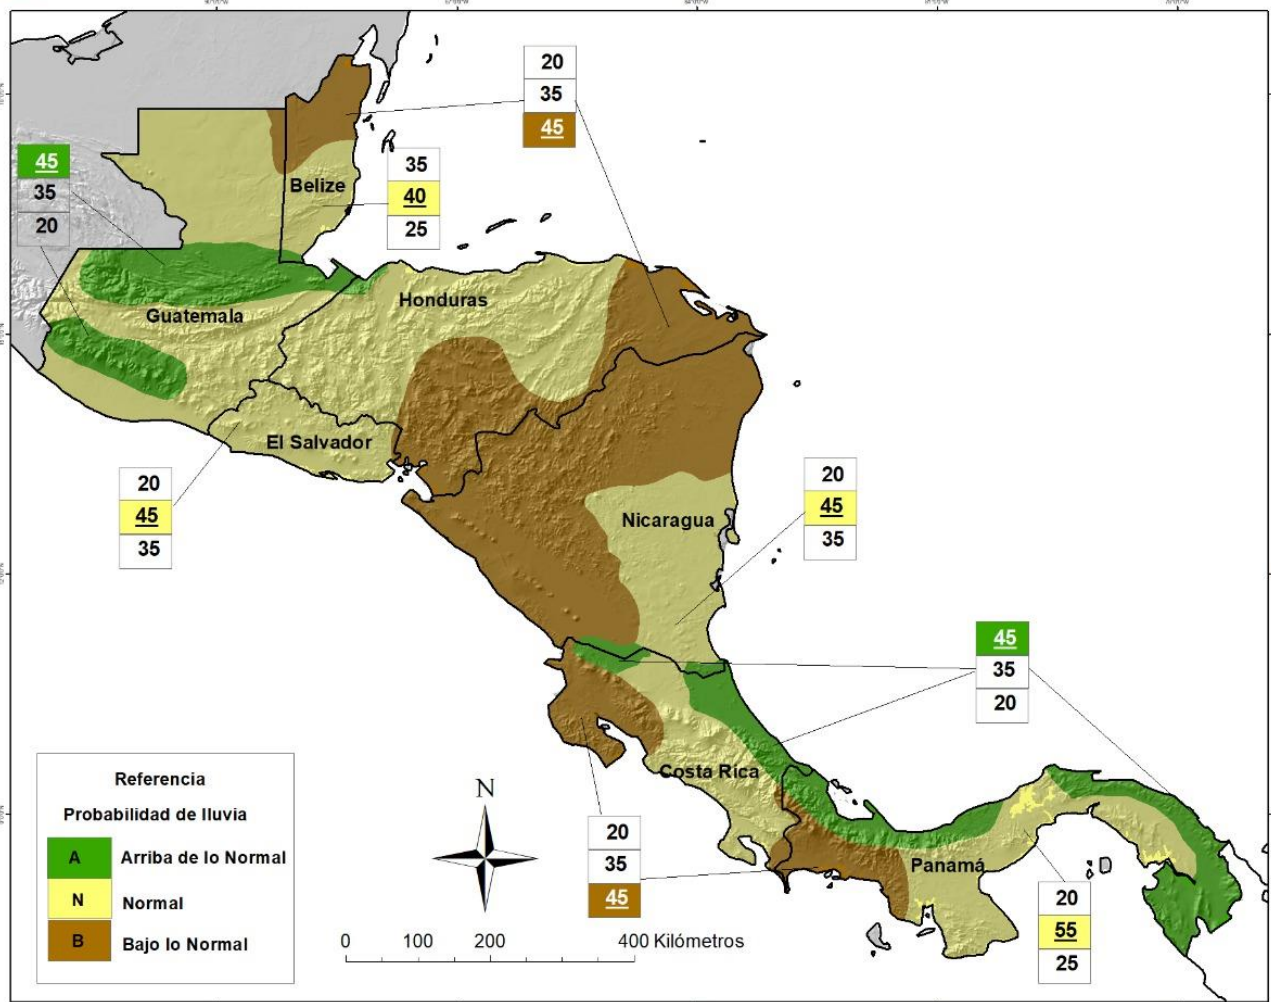 20
35
45
45
35
20
35
40
25
Belize
Honduras
Guatemala
El Salvador
20
45
35
Nicaragua
20
45
35
45
35
20
Costa Rica
Panamá
20
35
45
20
55
25
N
0 100 200 400 Kilómetros
Referencia
Probabilidad de lluvia
A Arriba de lo Normal
N Normal
B Bajo lo Normal